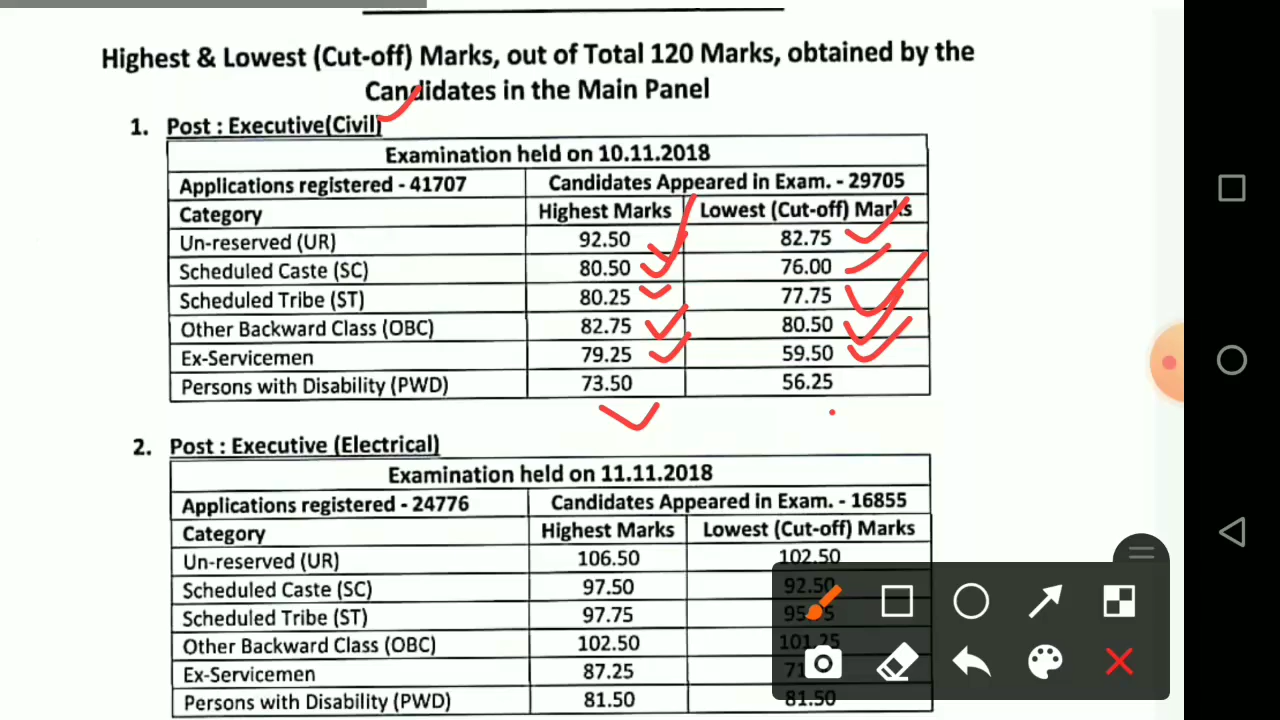 Highest & Lowest (Cut-off) Marks, out of Total 120 Marks, obtained by the
Candidates in the Main Panel
1. Post : Executive(Civil)
Examination held on 10.11.2018
Applications registered - 41707 Candidates Appeared in Exam. - 29705
Category Highest Marks Lowest (Cut-off) Marks
Un-reserved (UR) 92.50 82.75
Scheduled Caste (SC) 80.50 76.00
Scheduled Tribe (ST) 80.25 77.75
Other Backward Class (OBC) 82.75 80.50
Ex-Servicemen 79.25 59.50
Persons with Disability (PWD) 73.50 56.25
2. Post : Executive (Electrical)
Examination held on 11.11.2018
Applications registered - 24776 Candidates Appeared in Exam. - 16855
Category Highest Marks Lowest (Cut-off) Marks
Un-reserved (UR) 106.50 102.50
Scheduled Caste (SC) 97.50 92.50
Scheduled Tribe (ST) 97.75
Other Backward Class (OBC) 102.50 101.25
Ex-Servicemen 87.25
Persons with Disability (PWD) 81.50 81.50